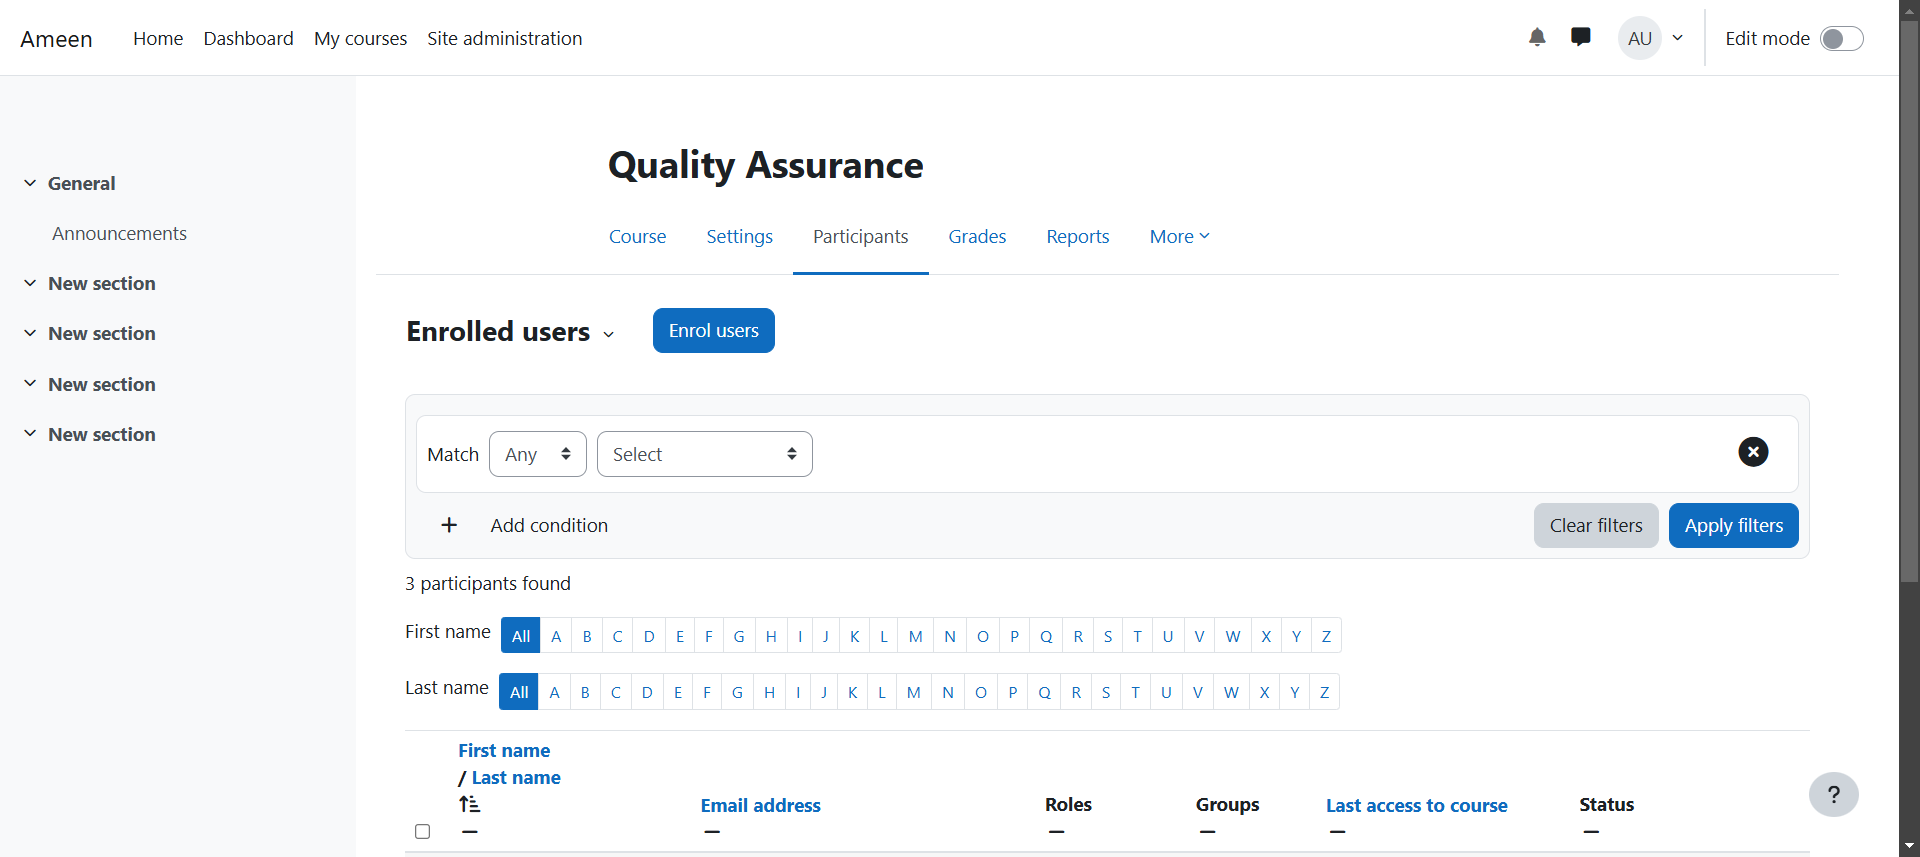 Ameen Home Dashboard My courses Site administration AU Edit mode
General
Announcements
New section
New section
New section
New section
Quality Assurance
Course Settings Participants Grades Reports More
Enrolled users Enrol users
Match Any Select
+ Add condition Clear filters Apply filters
3 participants found
First name All A B C D E F G H I J K L M N O P Q R S T U V W X Y Z
Last name All A B C D E F G H I J K L M N O P Q R S T U V W X Y Z
First name
/ Last name
Email address Roles Groups Last access to course Status
?